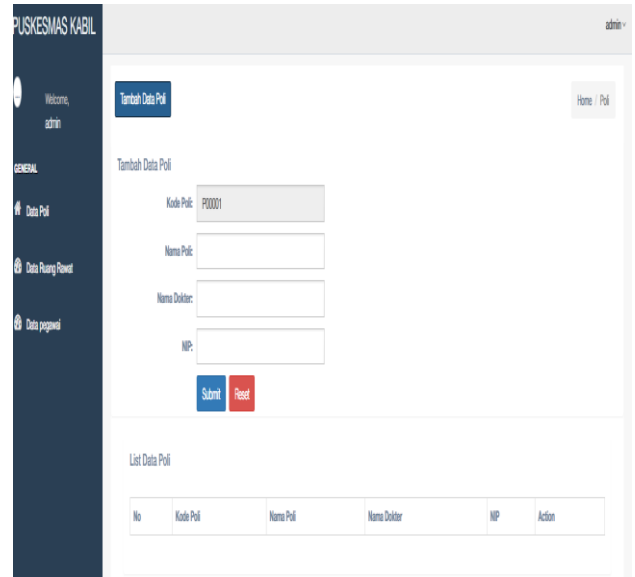 PUSKESMAS KABIL
admin
Welcome,
admin
GENERAL
Data Poli
Data Ruang Rawat
Data pegawai
Tambah Data Poli
Home / Poli
Tambah Data Poli
Kode Poli: P00001
Nama Poli:
Nama Dokter:
NIP:
Submit Reset
List Data Poli
No Kode Poli Nama Poli Nama Dokter NIP Action